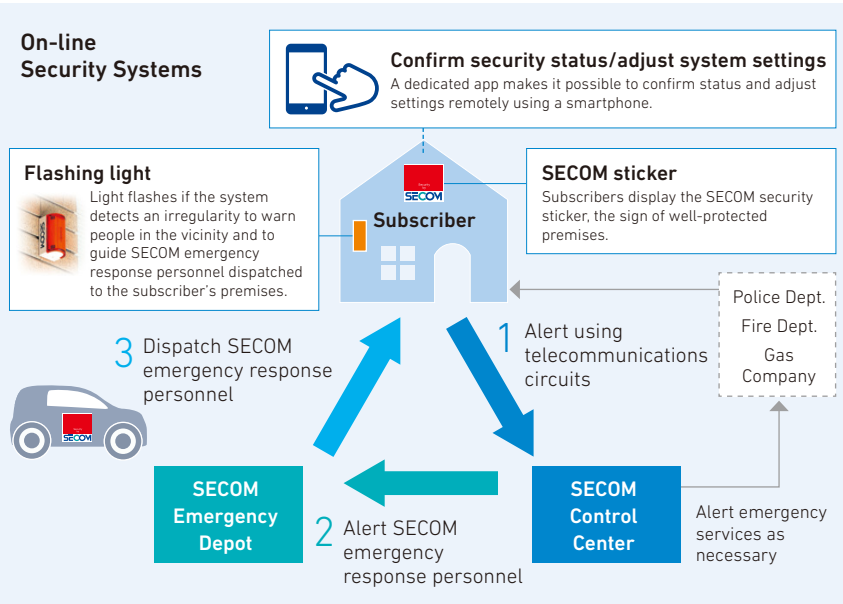 On-line
Security Systems
Confirm security status/adjust system settings
A dedicated app makes it possible to confirm status and adjust
settings remotely using a smartphone.
Flashing light
Light flashes if the system
detects an irregularity to warn
people in the vicinity and to
guide SECOM emergency
response personnel dispatched
to the subscriber’s premises.
SECOM
SECOM
Subscriber
SECOM sticker
Subscribers display the SECOM security
sticker, the sign of well-protected
premises.
Police Dept.
Fire Dept.
Gas
Company
1 Alert using
telecommunications
circuits
3 Dispatch SECOM
emergency response
personnel
SECOM
SECOM
Emergency
Depot
2 Alert SECOM
emergency
response personnel
SECOM
Control
Center
Alert emergency
services as
necessary